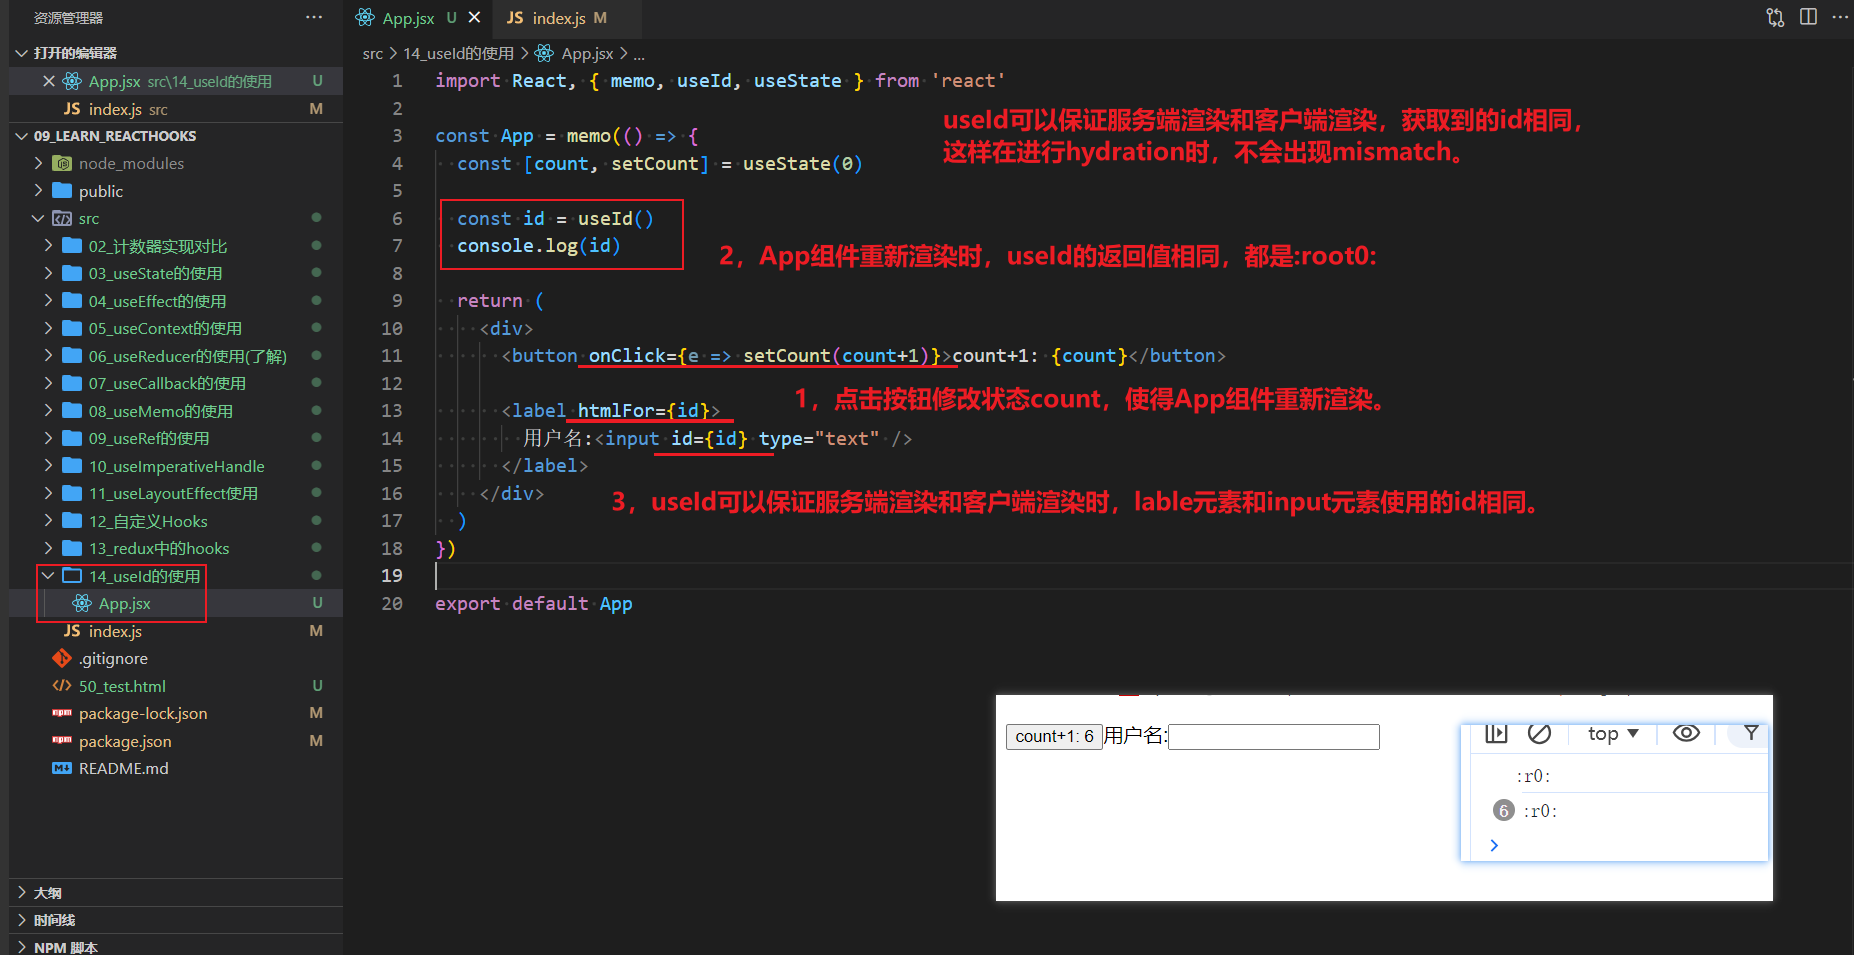 资源管理器
打开的编辑器
App.jsx src\14_useId的使用 U
JS index.js src M
09_LEARN_REACTHOOKS
node_modules
public
src
02_计数器实现对比
03_useState的使用
04_useEffect的使用
05_useContext的使用
06_useReducer的使用(了解)
07_useCallback的使用
08_useMemo的使用
09_useRef的使用
10_useImperativeHandle
11_useLayoutEffect使用
12_自定义Hooks
13_redux中的hooks
14_useId的使用
App.jsx U
JS index.js M
.gitignore
50_test.html U
package-lock.json M
package.json M
README.md
大纲
时间线
NPM 脚本
App.jsx U
JS index.js M
src > 14_useId的使用 > App.jsx > ...
1 import React, { memo, useId, useState } from 'react'
2
useId可以保证服务端渲染和客户端渲染，获取到的id相同，
这样在进行hydration时，不会出现mismatch。
3 const App = memo(() => {
4 const [count, setCount] = useState(0)
5
6 const id = useId()
7 console.log(id)
2，App组件重新渲染时，useId的返回值相同，都是:root0:
8
9 return (
10 <div>
11 <button onClick={e => setCount(count+1)}>count+1: {count}</button>
12
1，点击按钮修改状态count，使得App组件重新渲染。
13 <label htmlFor={id}>
14 用户名:<input id={id} type="text" />
15 </label>
16 </div>
3，useId可以保证服务端渲染和客户端渲染时，lable元素和input元素使用的id相同。
17 )
18 })
19
20 export default App
count+1: 6 用户名:
top
:r0:
6 :r0: